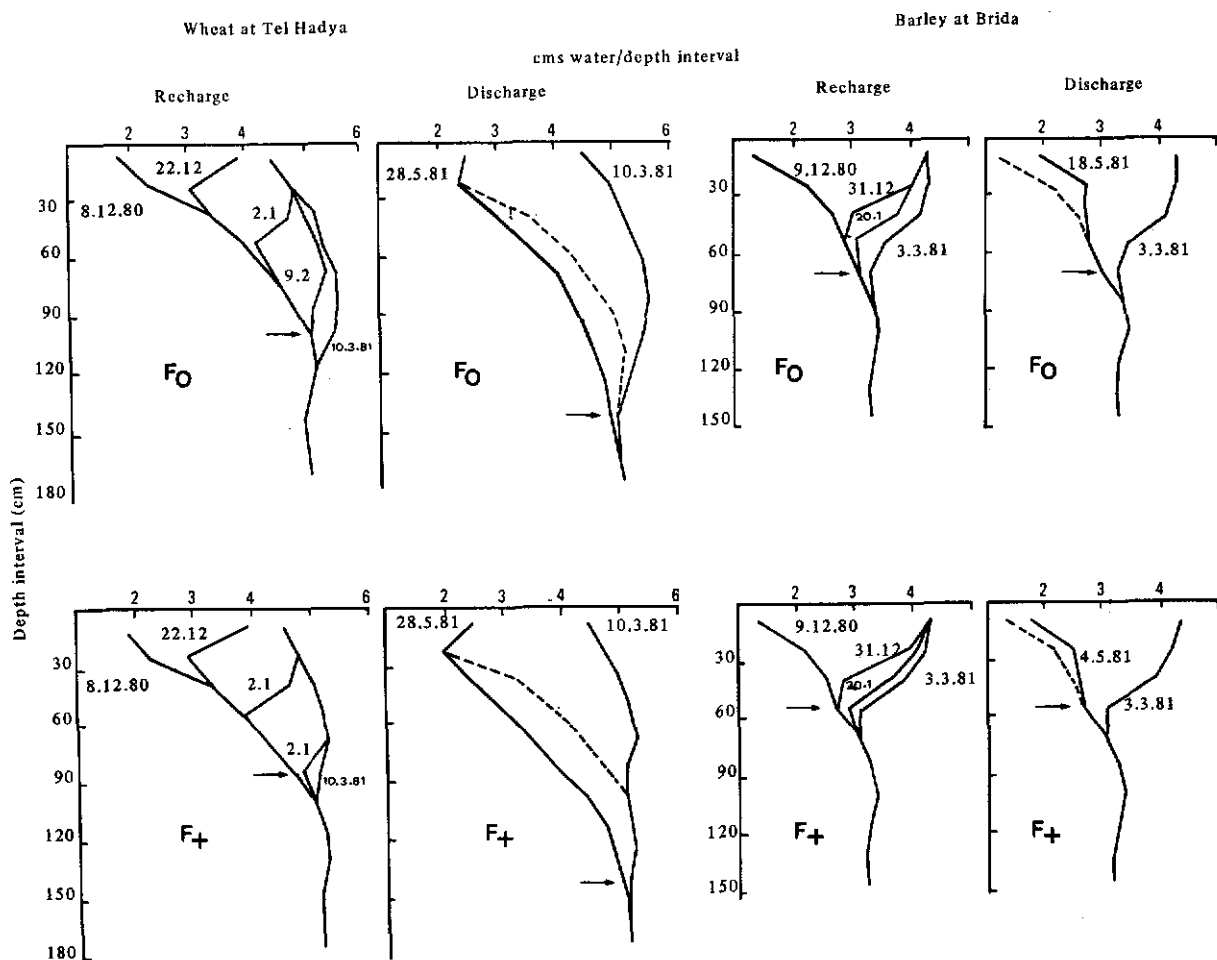 Wheat at Tel Hadya
Barley at Brida
cms water/depth interval
Recharge
Discharge
Recharge
Discharge
2 3 4 5 6
2 3 4 5 6
2 3 4
2 3 4
Depth interval (cm)
30
60
90
120
150
180
8.12.80
22.12
2.1
9.2
10.3.81
FO
28.5.81
10.3.81
FO
30
60
90
120
150
9.12.80
31.12
20.1
3.3.81
FO
18.5.81
3.3.81
FO
2 3 4 5 6
2 4 5 6
2 3 4
2 3 4
30
60
90
120
150
180
8.12.80
22.12
2.1
2.1
10.3.81
F+
28.5.81
10.3.81
F+
30
60
90
120
150
9.12.80
31.12
20.1
3.3.81
F+
4.5.81
3.3.81
F+